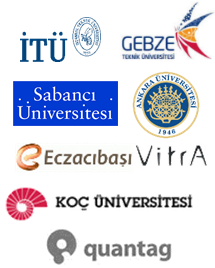 İTÜ
GEBZE
TEKNİK ÜNİVERSİTESİ
Sabancı
Üniversitesi
ANKARA ÜNİVERSİTESİ
1946
Eczacıbaşı
VitrA
KOÇ ÜNİVERSİTESİ
quantag